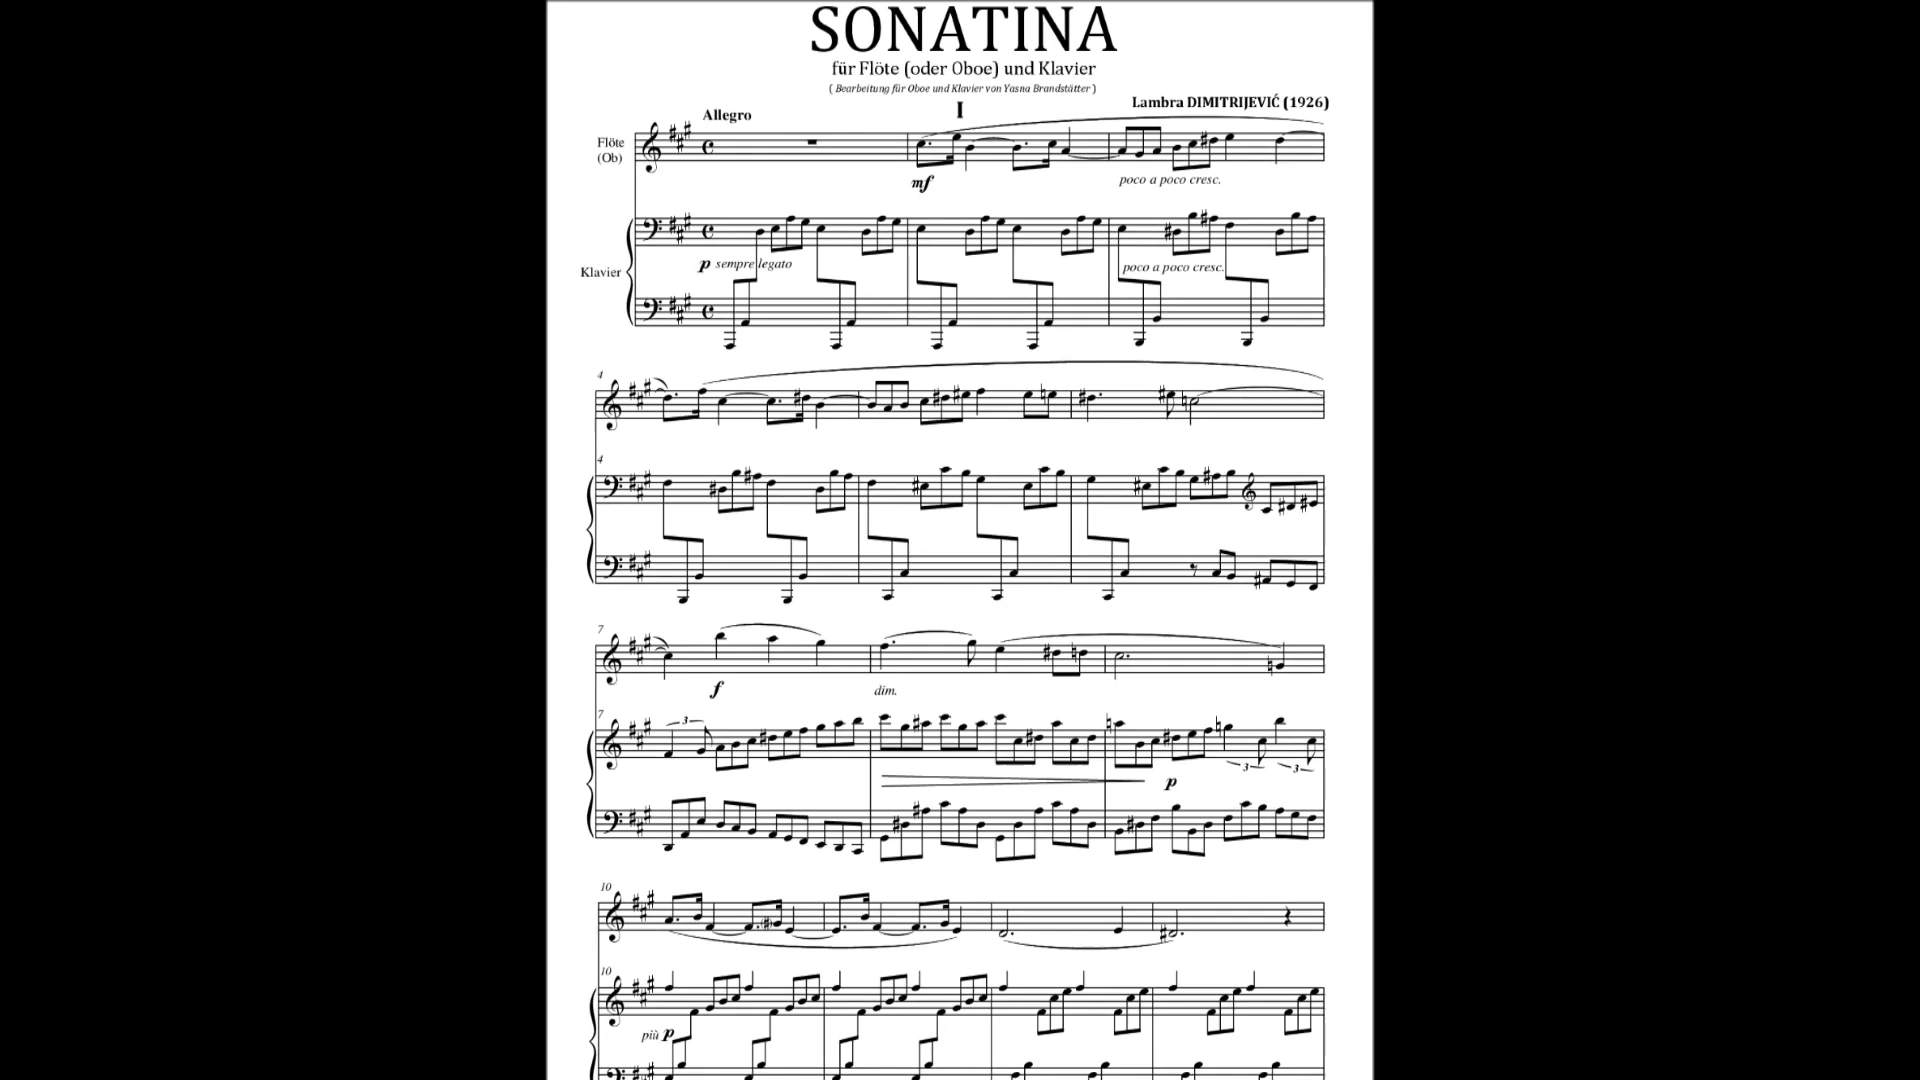 SONATINA
für Flöte (oder Oboe) und Klavier
( Bearbeitung für Oboe und Klavier von Yasna Brandstätter )
Lambra DIMITRIJEVIĆ (1926)
I
Allegro
Flöte
(Ob)
mf
poco a poco cresc.
Klavier
p sempre legato
poco a poco cresc.
4
4
7
f
dim.
7
3
p
3
3
10
10
più p